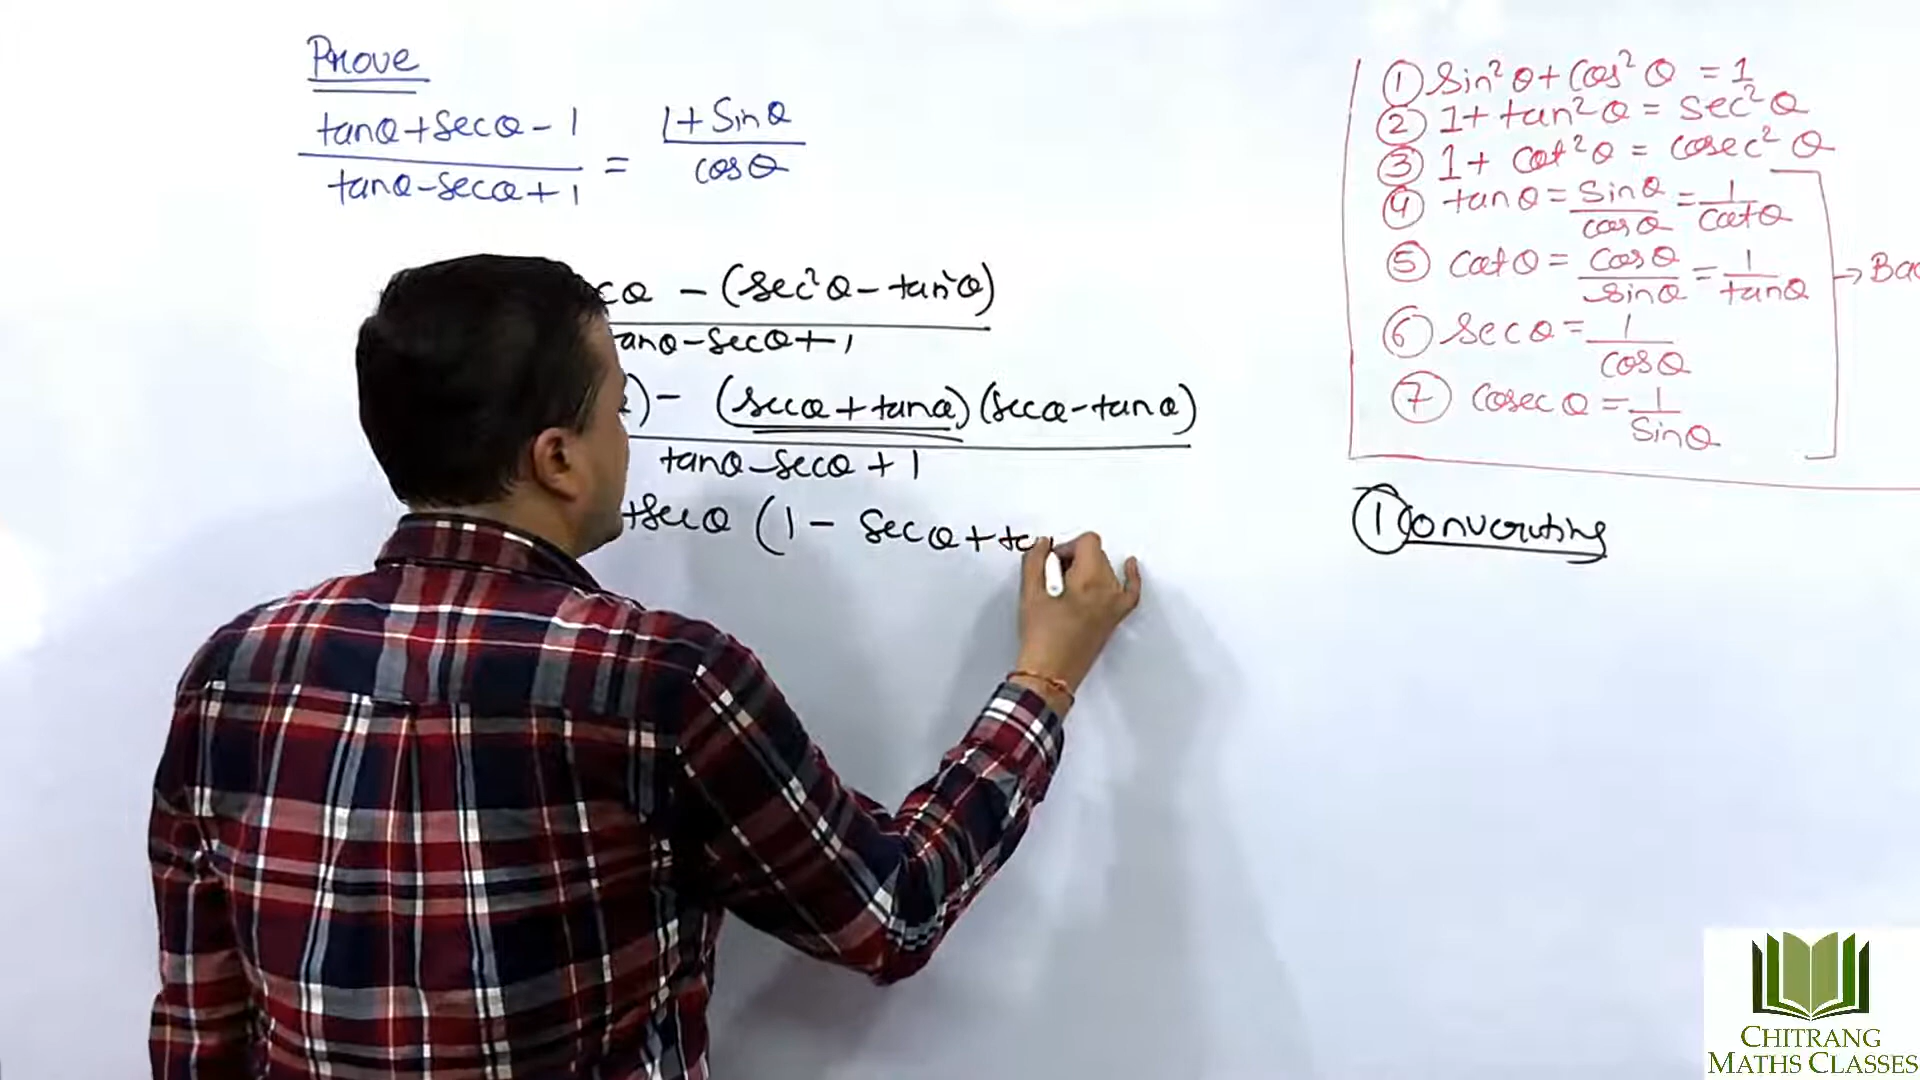 Prove
tanθ+secθ-1 / tanθ-secθ+1 = 1+Sinθ / cosθ
cθ - (sec²θ - tan²θ)
tanθ-secθ+1
) - (secθ+tanθ)(secθ-tanθ)
tanθ-secθ+1
+secθ (1 - secθ+ta
① Sin²θ+Cos²θ = 1
② 1+tan²θ = sec²θ
③ 1+ cot²θ = cosec²θ
④ tanθ = Sinθ / cosθ = 1 / cotθ
⑤ cotθ = cosθ / sinθ = 1 / tanθ
⑥ secθ = 1 / cosθ
⑦ cosecθ = 1 / Sinθ
① Converting
CHITRANG
MATHS CLASSES